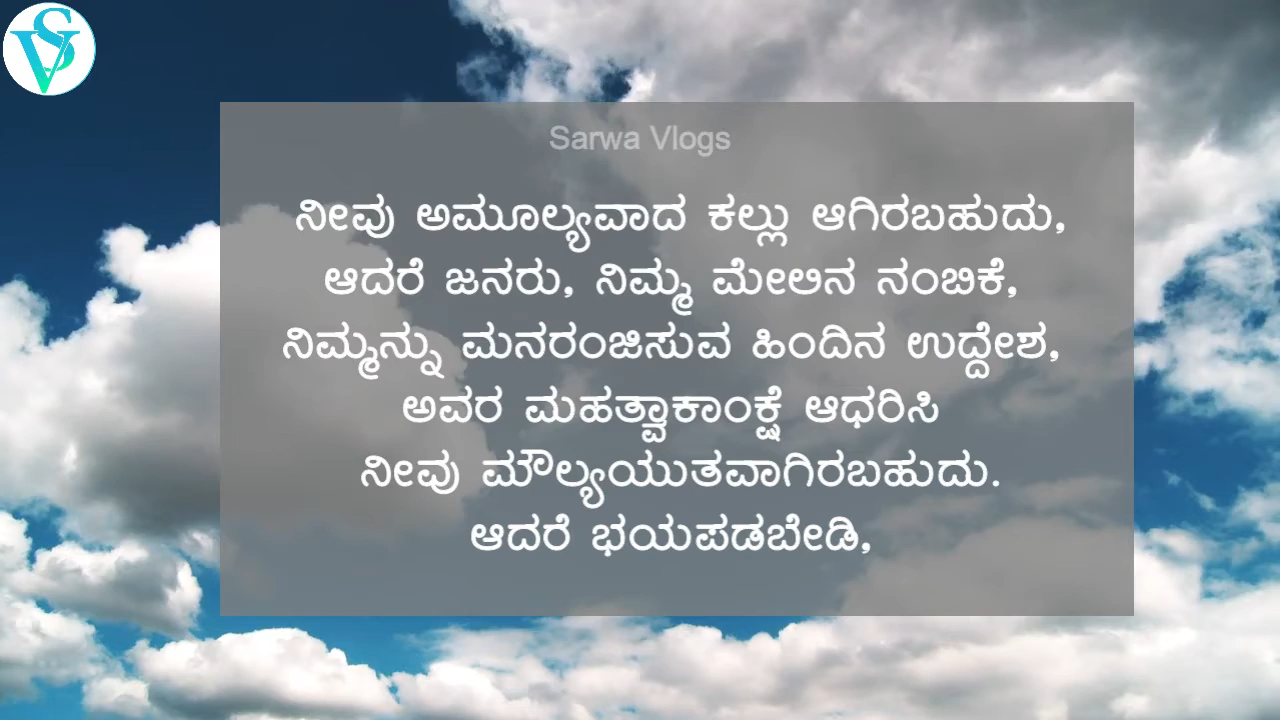 SV
Sarwa Vlogs
ನೀವು ಅಮೂಲ್ಯವಾದ ಕಲ್ಲು ಆಗಿರಬಹುದು,
ಆದರೆ ಜನರು, ನಿಮ್ಮ ಮೇಲಿನ ನಂಬಿಕೆ,
ನಿಮ್ಮನ್ನು ಮನರಂಜಿಸುವ ಹಿಂದಿನ ಉದ್ದೇಶ,
ಅವರ ಮಹತ್ವಾಕಾಂಕ್ಷೆ ಆಧರಿಸಿ
ನೀವು ಮೌಲ್ಯಯುತವಾಗಿರಬಹುದು.
ಆದರೆ ಭಯಪಡಬೇಡಿ,